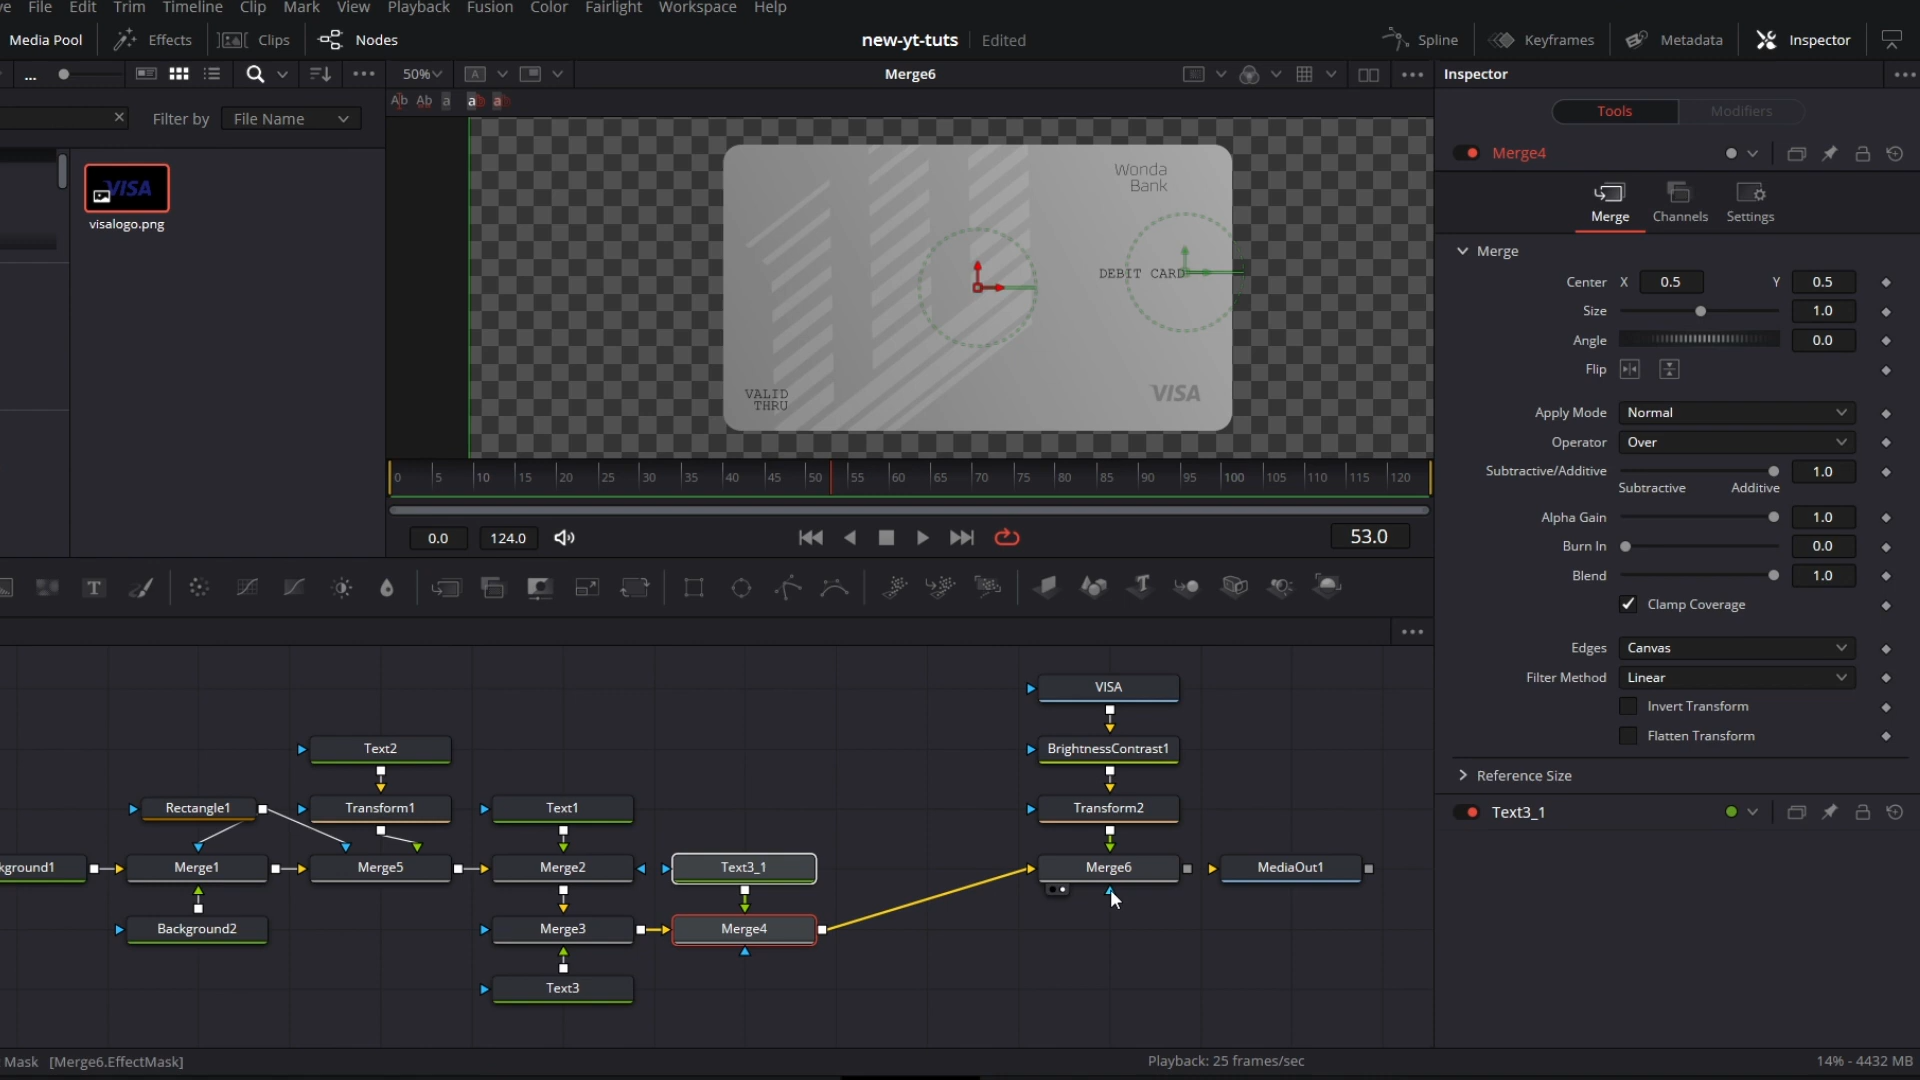 File Edit Trim Timeline Clip Mark View Playback Fusion Color Fairlight Workspace Help
Media Pool Effects Clips Nodes new-yt-tuts Edited Spline Keyframes Metadata Inspector
... 50% A Merge6 ... Inspector ...
Filter by File Name
Tools Modifiers
Merge4
visalogo.png
VISA
Wonda
Bank
DEBIT CARD
VALID
THRU
VISA
Merge Channels Settings
Merge
Center X 0.5 Y 0.5
Size 1.0
Angle 0.0
Flip
Apply Mode Normal
Operator Over
Subtractive/Additive 1.0
Subtractive Additive
Alpha Gain 1.0
Burn In 0.0
Blend 1.0
Clamp Coverage
Edges Canvas
Filter Method Linear
Invert Transform
Flatten Transform
Reference Size
Text3_1
0 5 10 15 20 25 30 35 40 45 50 55 60 65 70 75 80 85 90 95 100 105 110 115 120
0.0 124.0 53.0
VISA
Text2 BrightnessContrast1
Rectangle1 Transform1 Text1 Transform2
kground1 Merge1 Merge5 Merge2 Text3_1 Merge6 MediaOut1
Background2 Merge3 Merge4
Text3
Mask [Merge6.EffectMask] Playback: 25 frames/sec 14% - 4432 MB